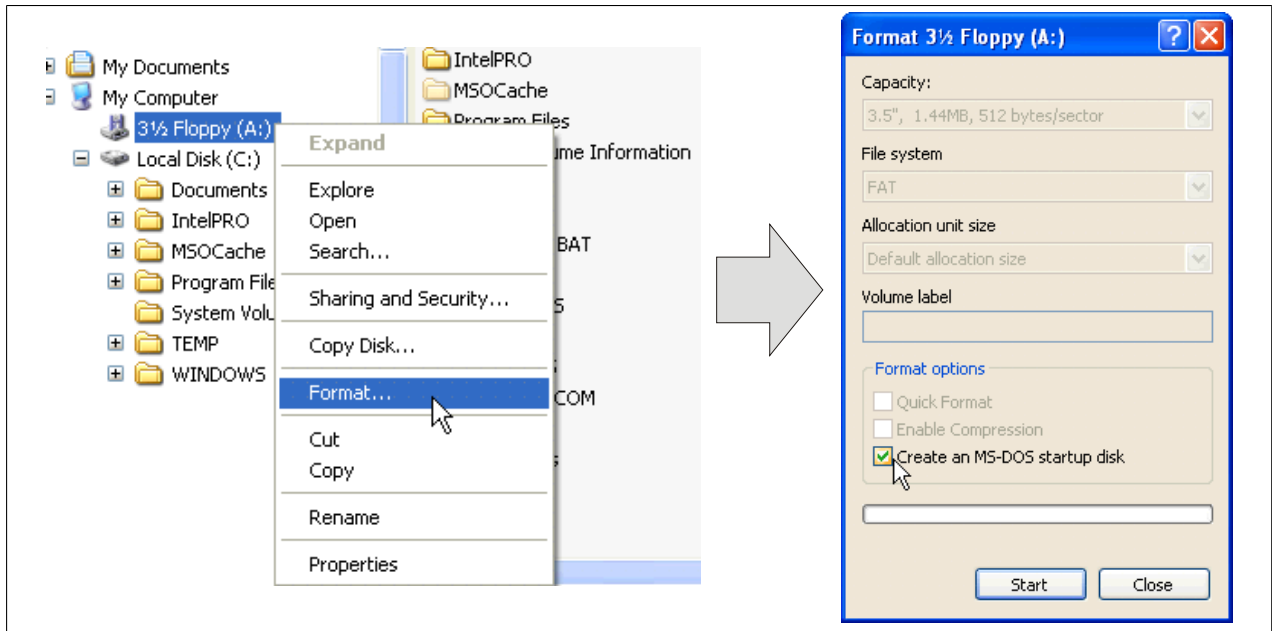 My Documents
My Computer
3½ Floppy (A:)
Local Disk (C:)
Documents
IntelPRO
MSOCache
Program File
System Volu
TEMP
WINDOWS
IntelPRO
MSOCache
Program Files
ume Information
BAT
S
COM
Expand
Explore
Open
Search...
Sharing and Security...
Copy Disk...
Format...
Cut
Copy
Rename
Properties
Format 3½ Floppy (A:)
Capacity:
3.5", 1.44MB, 512 bytes/sector
File system
FAT
Allocation unit size
Default allocation size
Volume label
Format options
Quick Format
Enable Compression
Create an MS-DOS startup disk
Start
Close